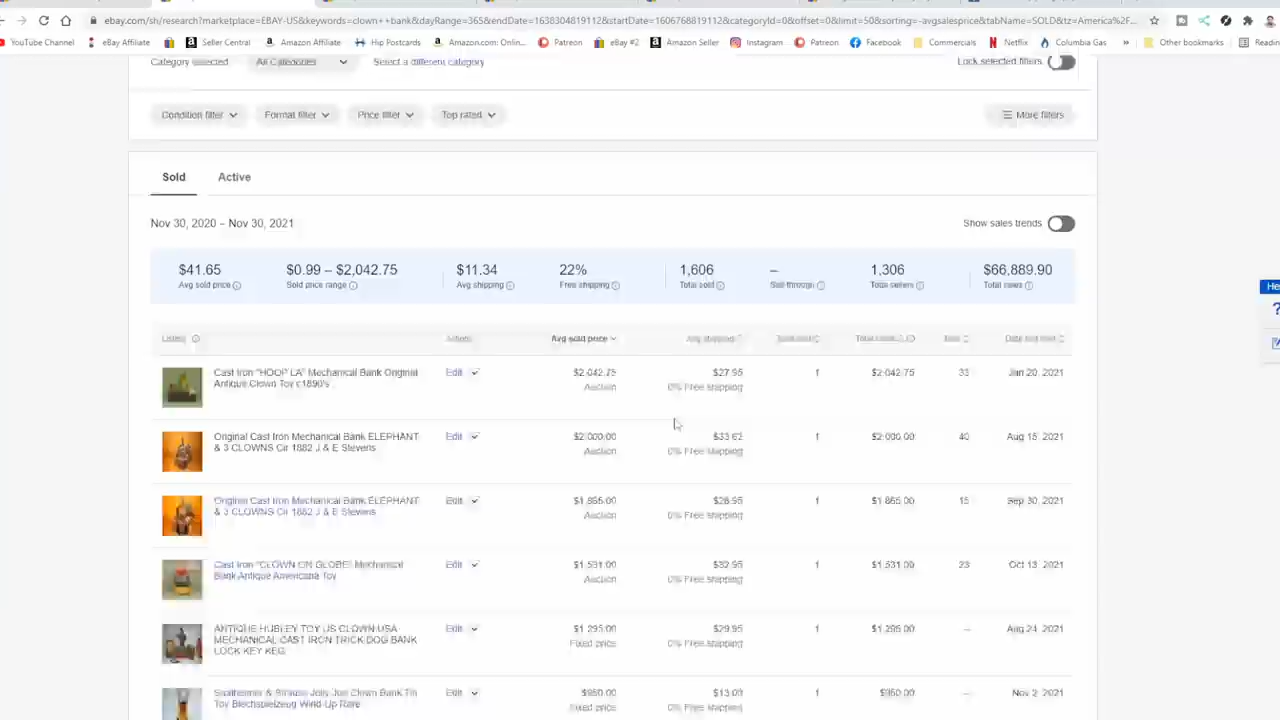 ebay.com/sh/research?marketplace=EBAY-US&keywords=clown++bank&dayRange=365&endDate=1638304819112&startDate=1606768819112&categoryId=0&offset=0&limit=50&sorting=-avgsalesprice&tabName=SOLD&tz=America%2F...
YouTube Channel eBay Affiliate Seller Central Amazon Affiliate Hip Postcards Amazon.com: Onlin... Patreon eBay #2 Amazon Seller Instagram Patreon Facebook Commercials Netflix Columbia Gas » Other bookmarks Readin
Category selected All Categories Select a different category Lock selected filters
Condition filter Format filter Price filter Top rated More filters
Sold Active
Nov 30, 2020 – Nov 30, 2021 Show sales trends
$41.65 $0.99 – $2,042.75 $11.34 22% 1,606 – 1,306 $66,889.90
Avg sold price Sold price range Avg shipping Free shipping Total sold Sell-through Total sellers Total sales
Listing Actions Avg sold price Avg shipping Total sold Total sales Bids Date last sold
Cast Iron "HOOP LA" Mechanical Bank Original Edit $2,042.75 $27.95 1 $2,042.75 33 Jan 20, 2021
Antique Clown Toy c1890's Auction 0% Free shipping
Original Cast Iron Mechanical Bank ELEPHANT Edit $2,000.00 $33.62 1 $2,000.00 40 Aug 15, 2021
& 3 CLOWNS Cir 1882 J & E Stevens Auction 0% Free shipping
Original Cast Iron Mechanical Bank ELEPHANT Edit 1 15 Sep 30, 2021
& 3 CLOWNS Cir 1882 J & E Stevens Auction 0% Free shipping
Cast Iron "CLOWN ON GLOBE" Mechanical Edit $1,531.00 $32.95 1 $1,531.00 23 Oct 13, 2021
Bank Antique Americana Toy Auction 0% Free shipping
ANTIQUE HUBLEY TOY US CLOWN USA Edit $1,295.00 $29.95 1 $1,295.00 – Aug 24, 2021
MECHANICAL CAST IRON TRICK DOG BANK Fixed price 0% Free shipping
LOCK KEY KEG
& Strauss Jolly Joe Clown Bank Tin Edit $950.00 $13.00 1 $950.00 – Nov 2, 2021
Toy Blechspielzeug Wind-Up Rare Fixed price 0% Free shipping
He
?